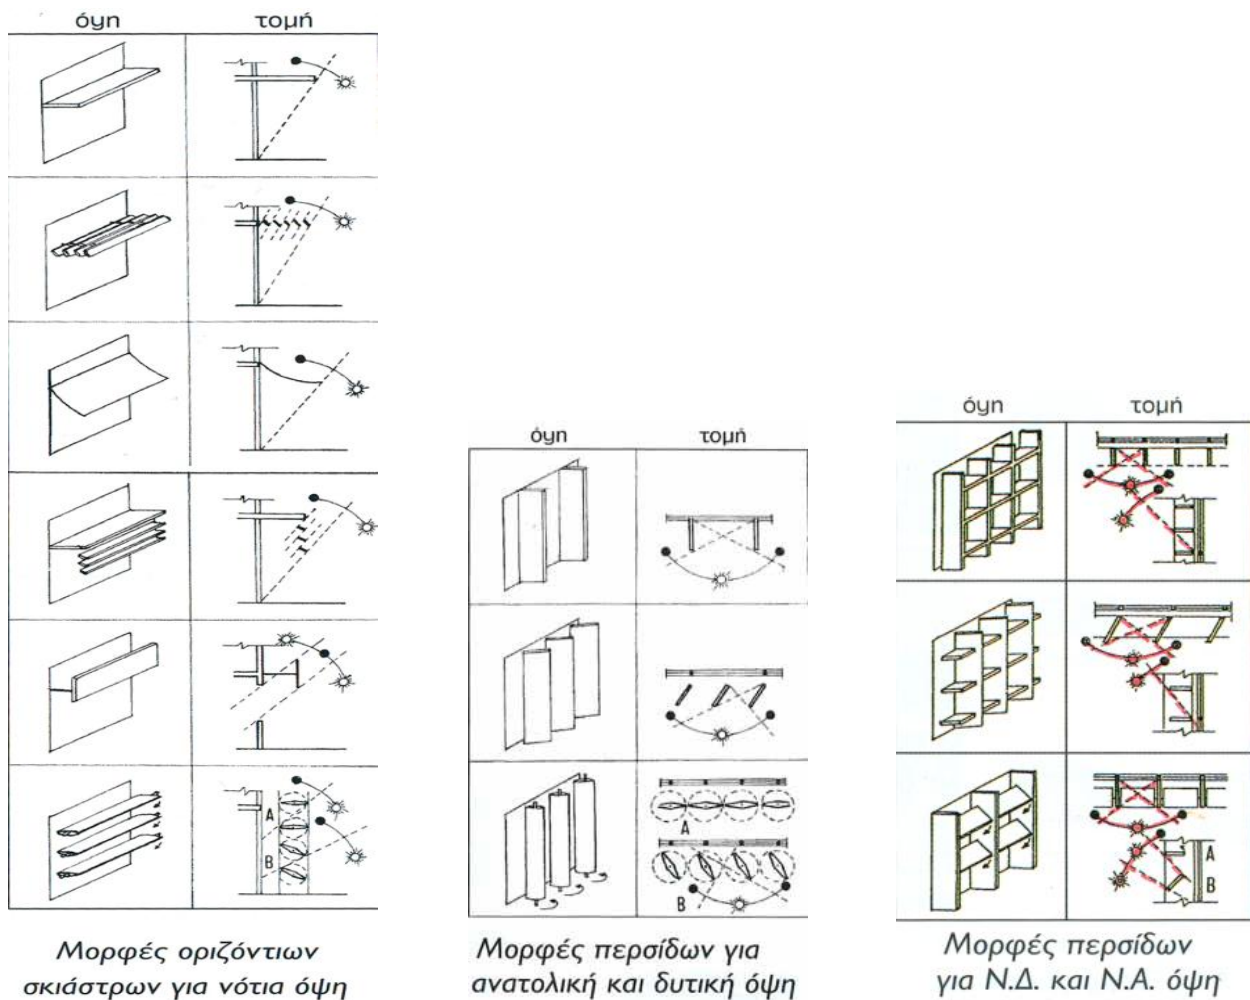 όψη τομή
A
B
Μορφές οριζόντιων
σκιάστρων για νότια όψη
όψη τομή
A
B
Μορφές περσίδων για
ανατολική και δυτική όψη
όψη τομή
A
B
Μορφές περσίδων
για Ν.Δ. και Ν.Α. όψη